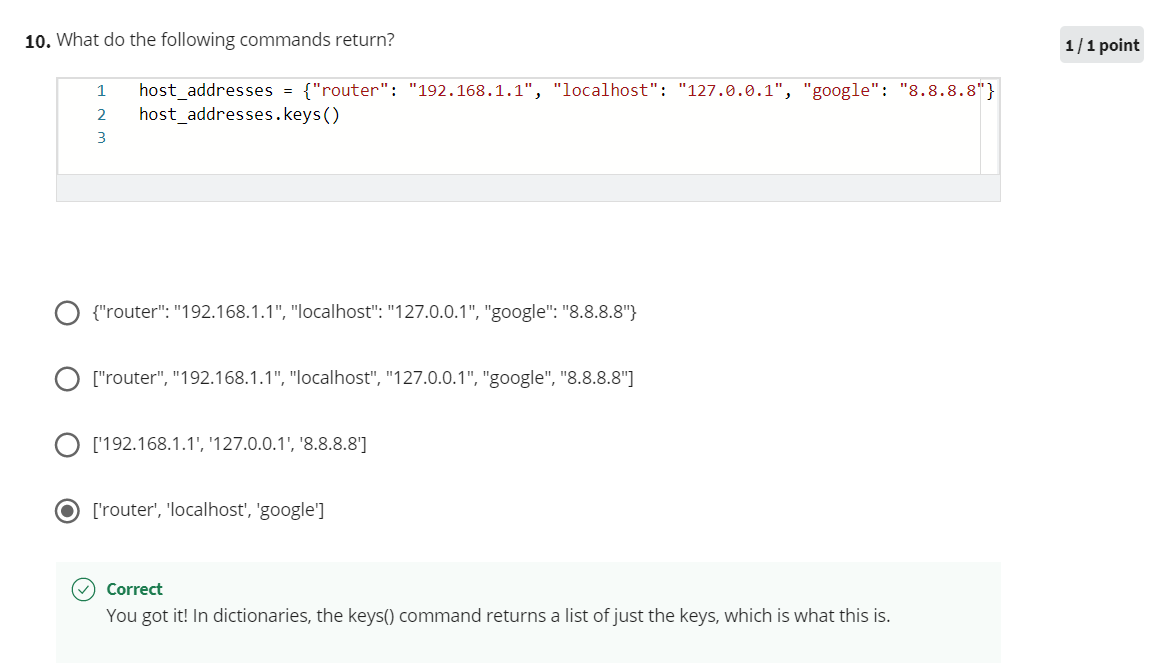 10. What do the following commands return?
1 / 1 point
1 host_addresses = {"router": "192.168.1.1", "localhost": "127.0.0.1", "google": "8.8.8.8"}
2 host_addresses.keys()
3
{"router": "192.168.1.1", "localhost": "127.0.0.1", "google": "8.8.8.8"}
["router", "192.168.1.1", "localhost", "127.0.0.1", "google", "8.8.8.8"]
['192.168.1.1', '127.0.0.1', '8.8.8.8']
['router', 'localhost', 'google']
Correct
You got it! In dictionaries, the keys() command returns a list of just the keys, which is what this is.